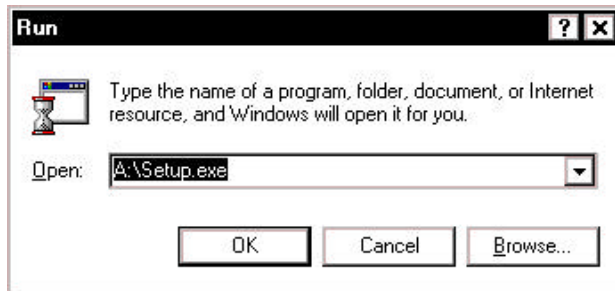 Run
Type the name of a program, folder, document, or Internet
resource, and Windows will open it for you.
Open: A:\Setup.exe
OK Cancel Browse...